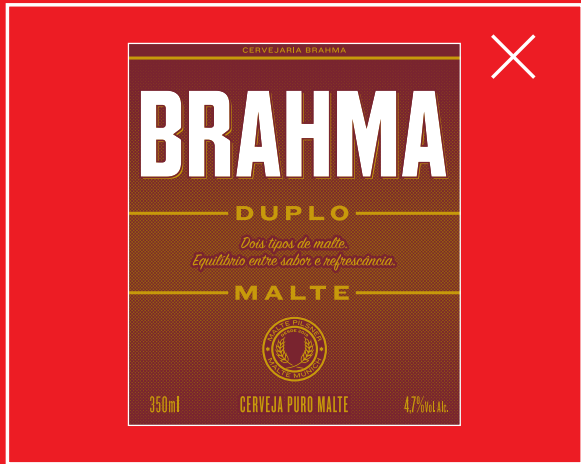 CERVEJARIA BRAHMA
BRAHMA
DUPLO
Dois tipos de malte.
Equilíbrio entre sabor e refrescância.
MALTE
MALTE PILSNER
MALTE MUNICH
350ml
CERVEJA PURO MALTE
4,7%Vol. Alc.